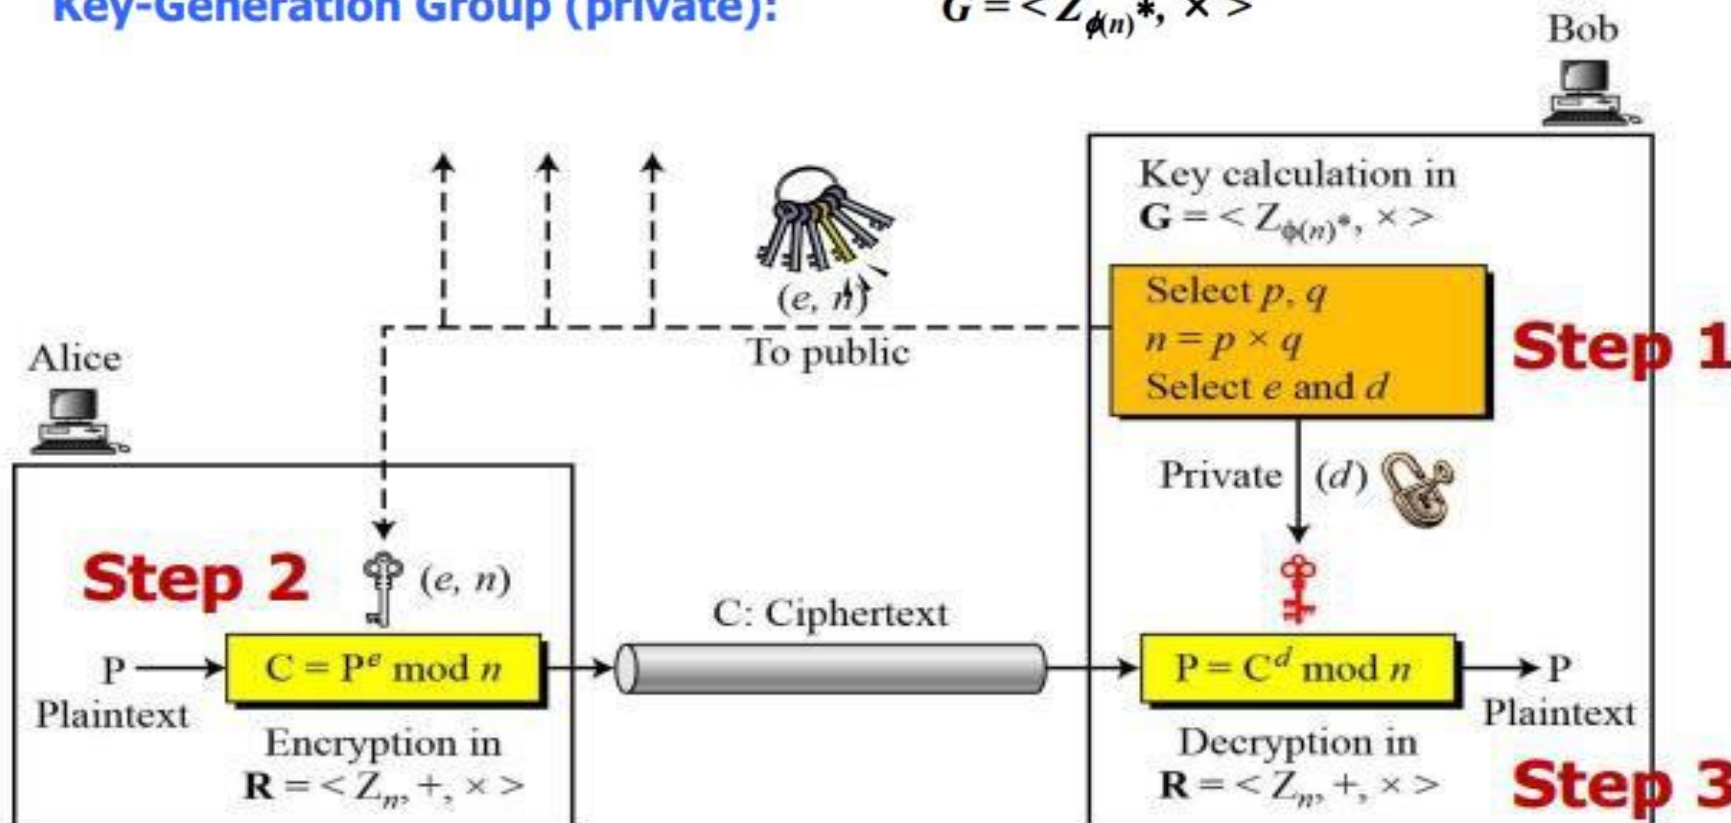 Key-Generation Group (private): G = < Z_ϕ(n)*, × >
Bob
Key calculation in
G = < Z_ϕ(n)*, × >
Select p, q
n = p × q
Select e and d
Step 1
(e, n)
To public
Alice
Private (d)
Step 2
(e, n)
C: Ciphertext
P
Plaintext
C = P^e mod n
Encryption in
R = < Z_n, +, × >
P = C^d mod n
P
Plaintext
Decryption in
R = < Z_n, +, × >
Step 3